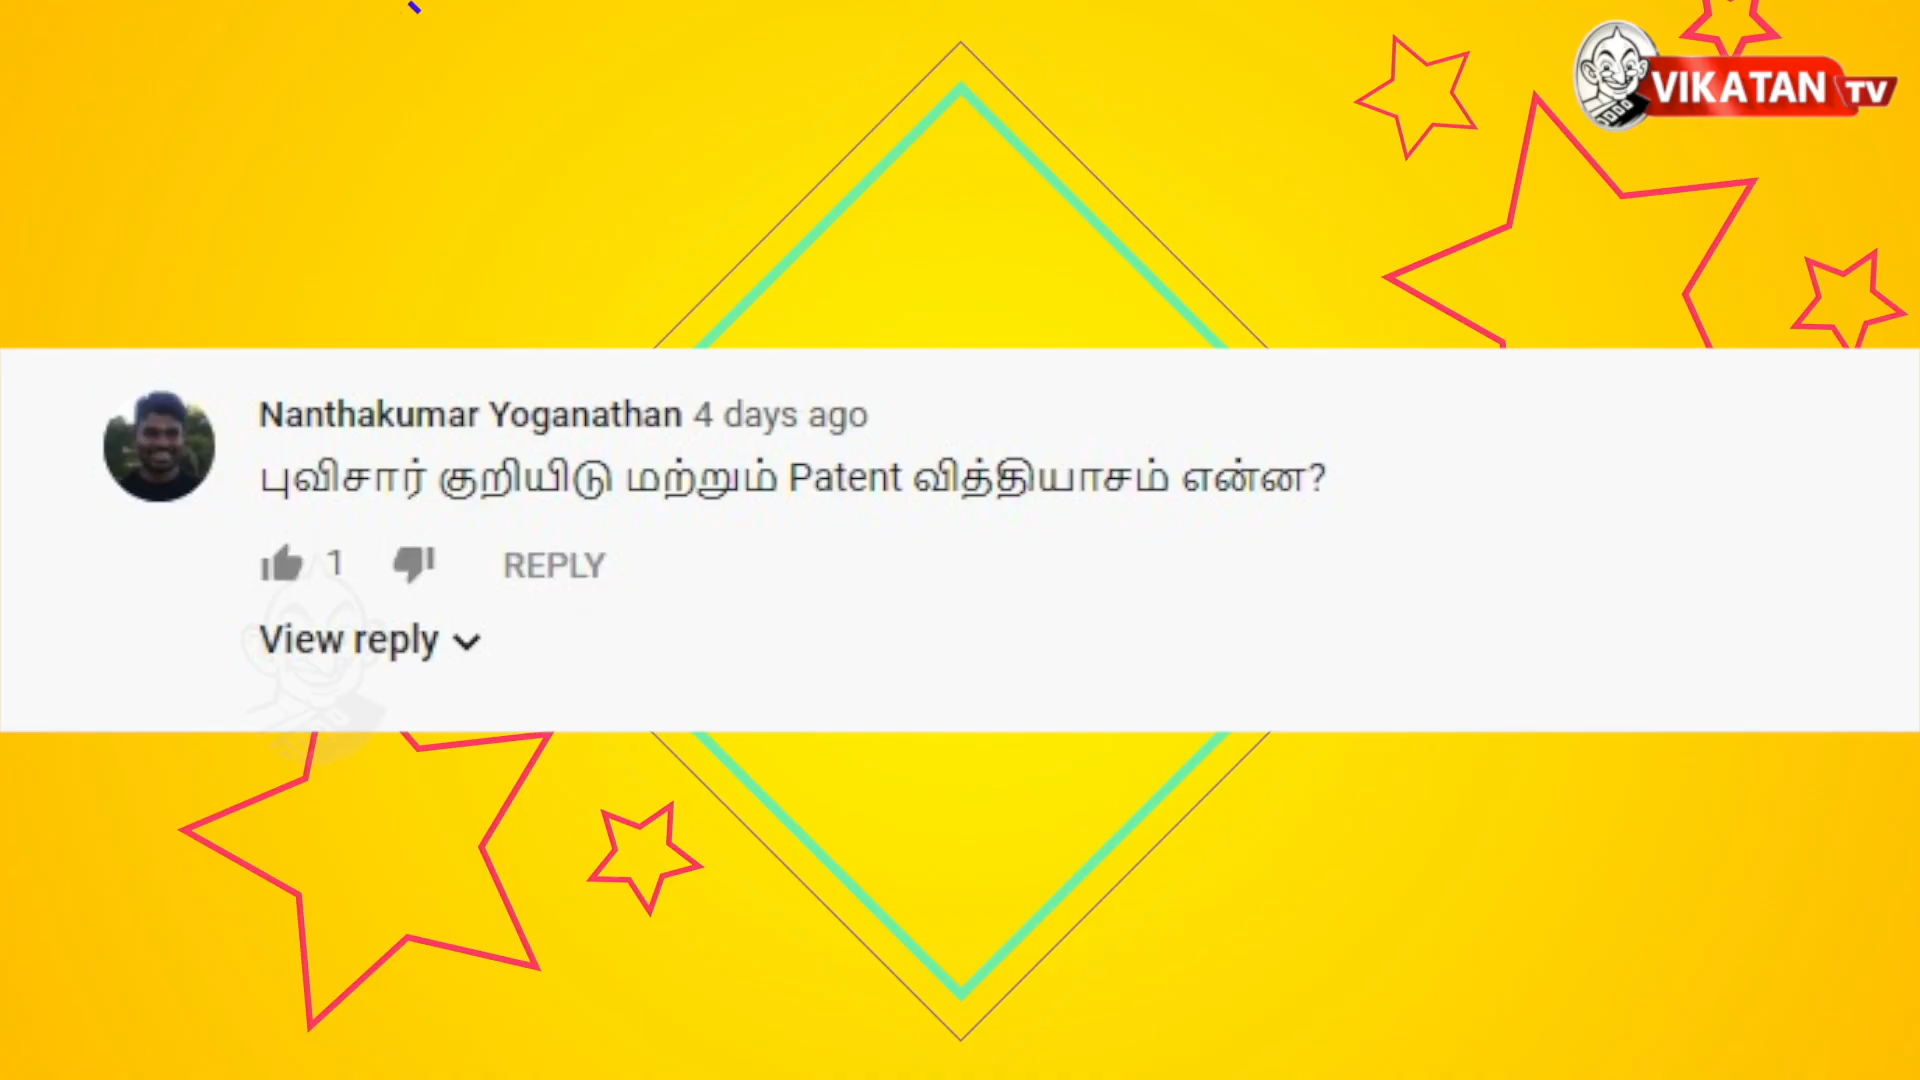 VIKATAN TV
Nanthakumar Yoganathan 4 days ago
புவிசார் குறியிடு மற்றும் Patent வித்தியாசம் என்ன?
1 REPLY
View reply